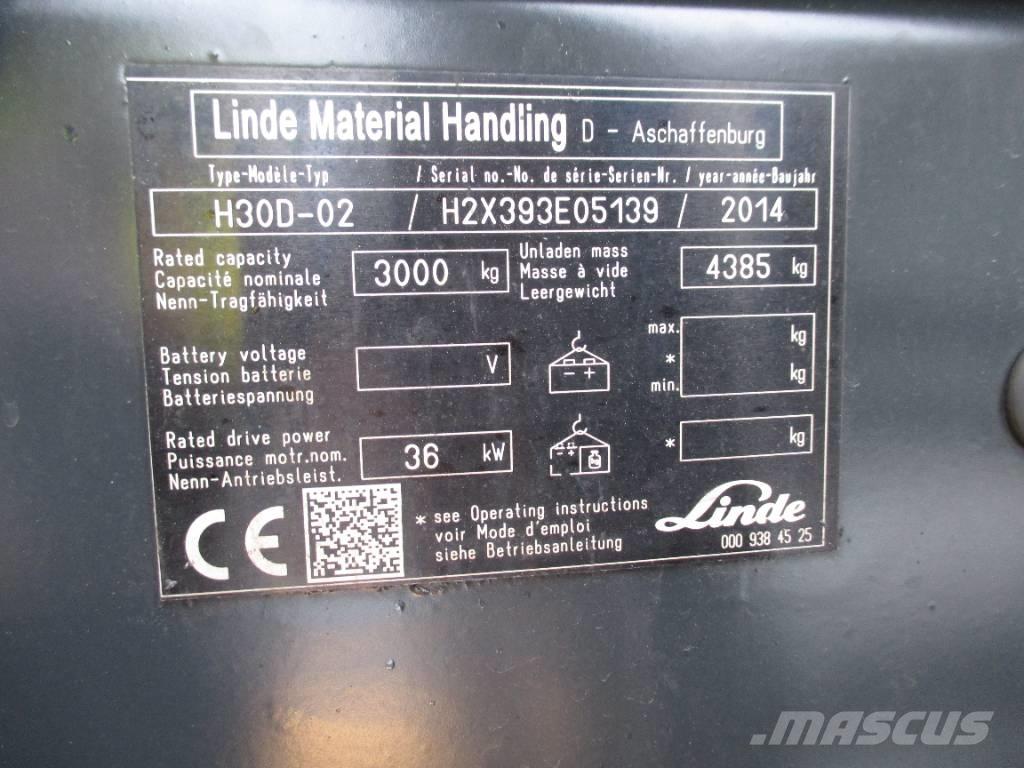 Linde Material Handling D - Aschaffenburg
Type-Modèle-Typ / Serial no.-No. de série-Serien-Nr. / year-année-Baujahr
H30D-02 / H2X393E05139 / 2014
Rated capacity
Capacité nominale
Nenn-Tragfähigkeit
3000 kg
Unladen mass
Masse à vide
Leergewicht
4385 kg
Battery voltage
Tension batterie
Batteriespannung
V
- +
max.
*
min.
kg
kg
Rated drive power
Puissance motr.nom.
Nenn-Antriebsleist.
36 kW
- +
*
kg
CE
* see Operating instructions
voir Mode d'emploi
siehe Betriebsanleitung
Linde
000 938 45 25
MASCUS